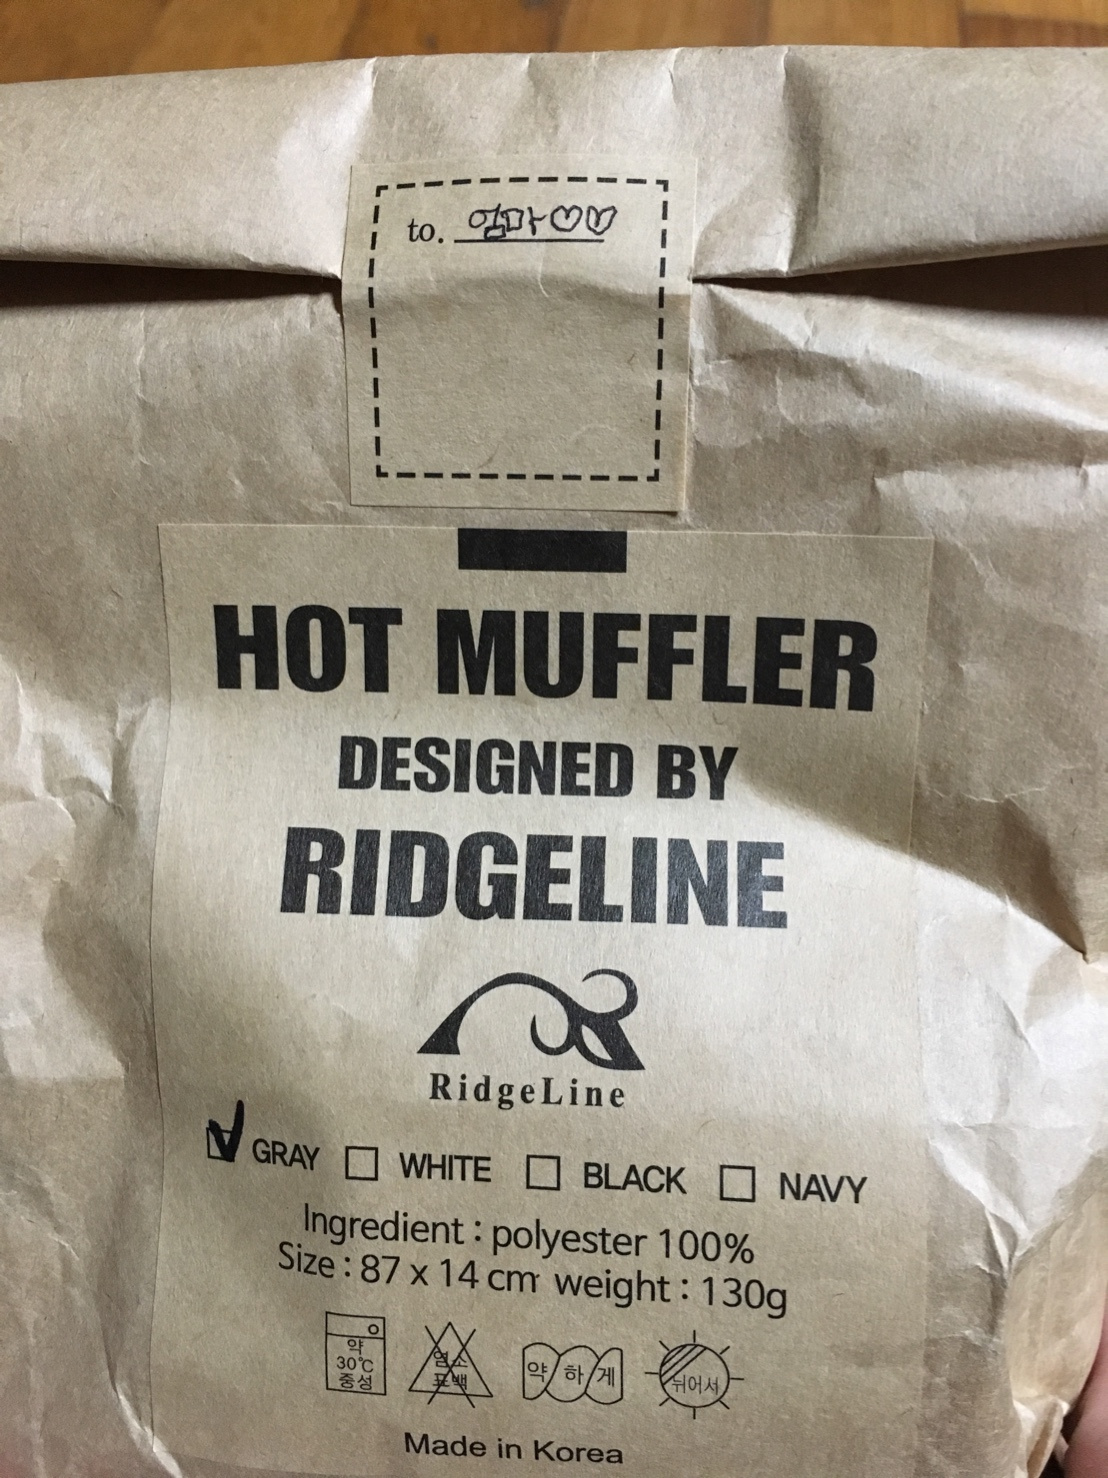 to. 엄마♡♡
HOT MUFFLER
DESIGNED BY
RIDGELINE
RidgeLine
GRAY WHITE BLACK NAVY
Ingredient : polyester 100%
Size : 87 x 14 cm weight : 130g
약
30℃
중성
염소
표백
약하게
뉘어서
Made in Korea